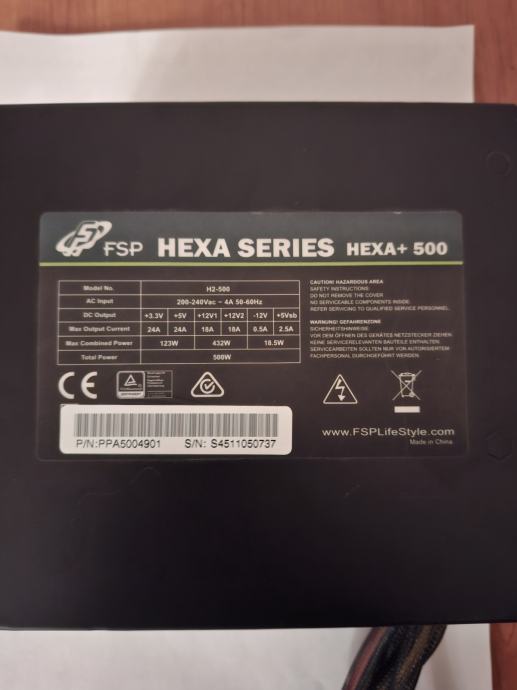 FSP HEXA SERIES HEXA+ 500
Model No. H2-500
AC Input 200-240Vac ~ 4A 50-60Hz
DC Output +3.3V +5V +12V1 +12V2 -12V +5Vsb
Max Output Current 24A 24A 18A 18A 0.5A 2.5A
Max Combined Power 123W 432W 18.5W
Total Power 500W
CAUTION! HAZARDOUS AREA
SAFETY INSTRUCTIONS:
DO NOT REMOVE THE COVER
NO SERVICEABLE COMPONENTS INSIDE.
REFER SERVICING TO QUALIFIED SERVICE PERSONNEL.
WARNUNG! GEFAHRENZONE
SICHERHEITSHINWEIS:
VOR DEM ÖFFNEN DES GERÄTES NETZSTECKER ZIEHEN
KEINE SERVICERELEVANTEN BAUTEILE ENTHALTEN.
SERVICEARBEITEN SOLLTEN NUR VON AUTORISIERTEM-
FACHPERSONAL DURCHGEFÜHRT WERDEN.
CE
P/N:PPA5004901 S/N: S4511050737
www.FSPLifeStyle.com
Made in China